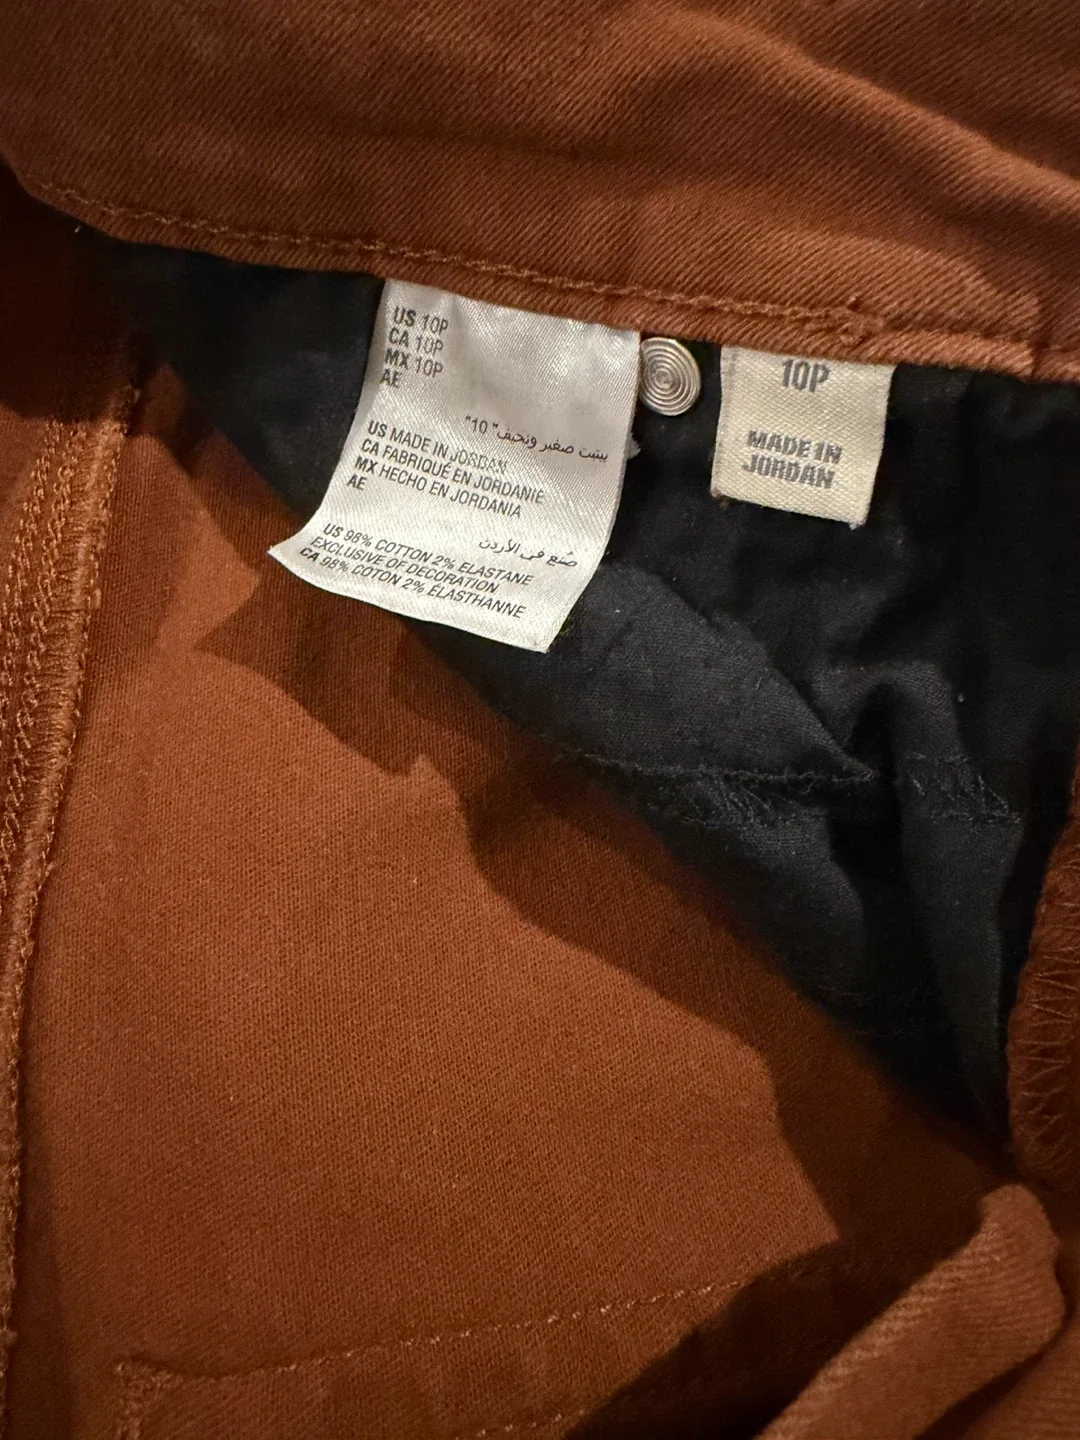 US 10P
CA 10P
MX 10P
AE
بيتيت صغير ونحيف" 10"
US MADE IN JORDAN
CA FABRIQUÉ EN JORDANIE
MX HECHO EN JORDANIA
AE
صُنع في الأردن
US 98% COTTON 2% ELASTANE
EXCLUSIVE OF DECORATION
CA 98% COTON 2% ÉLASTHANNE
10P
MADE IN
JORDAN